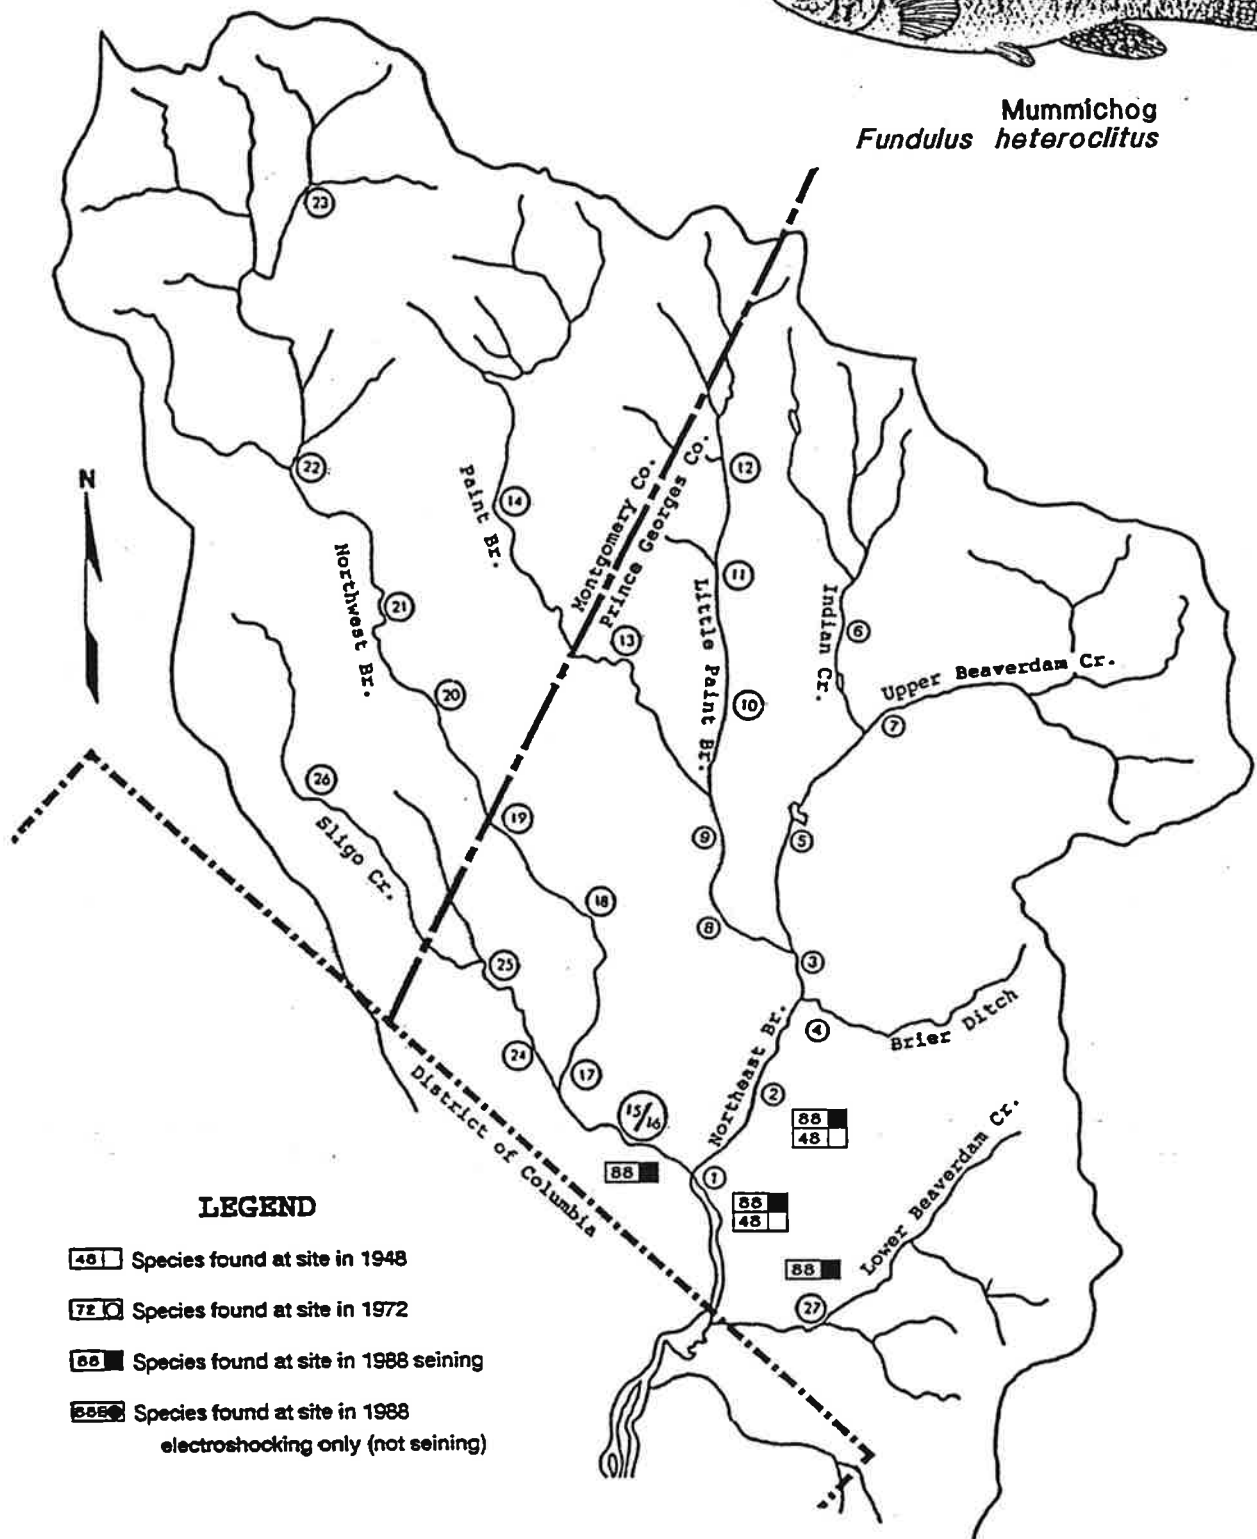 Mummichog
Fundulus heteroclitus
23
22
N
Paint Br.
14
Montgomery Co.
Prince Georges Co.
12
Northwest Br.
21
11
Little Paint Br.
Indian Cr.
6
13
20
10
Upper Beaverdam Cr.
7
26
Sligo Cr.
19
9
5
18
8
25
3
4
Brier Ditch
24
17
Northeast Br.
2
District of Columbia
15/16
88
48
88
1
88
48
Lower Beaverdam Cr.
88
27
LEGEND
48 Species found at site in 1948
72 Species found at site in 1972
88 Species found at site in 1988 seining
88E Species found at site in 1988
electroshocking only (not seining)